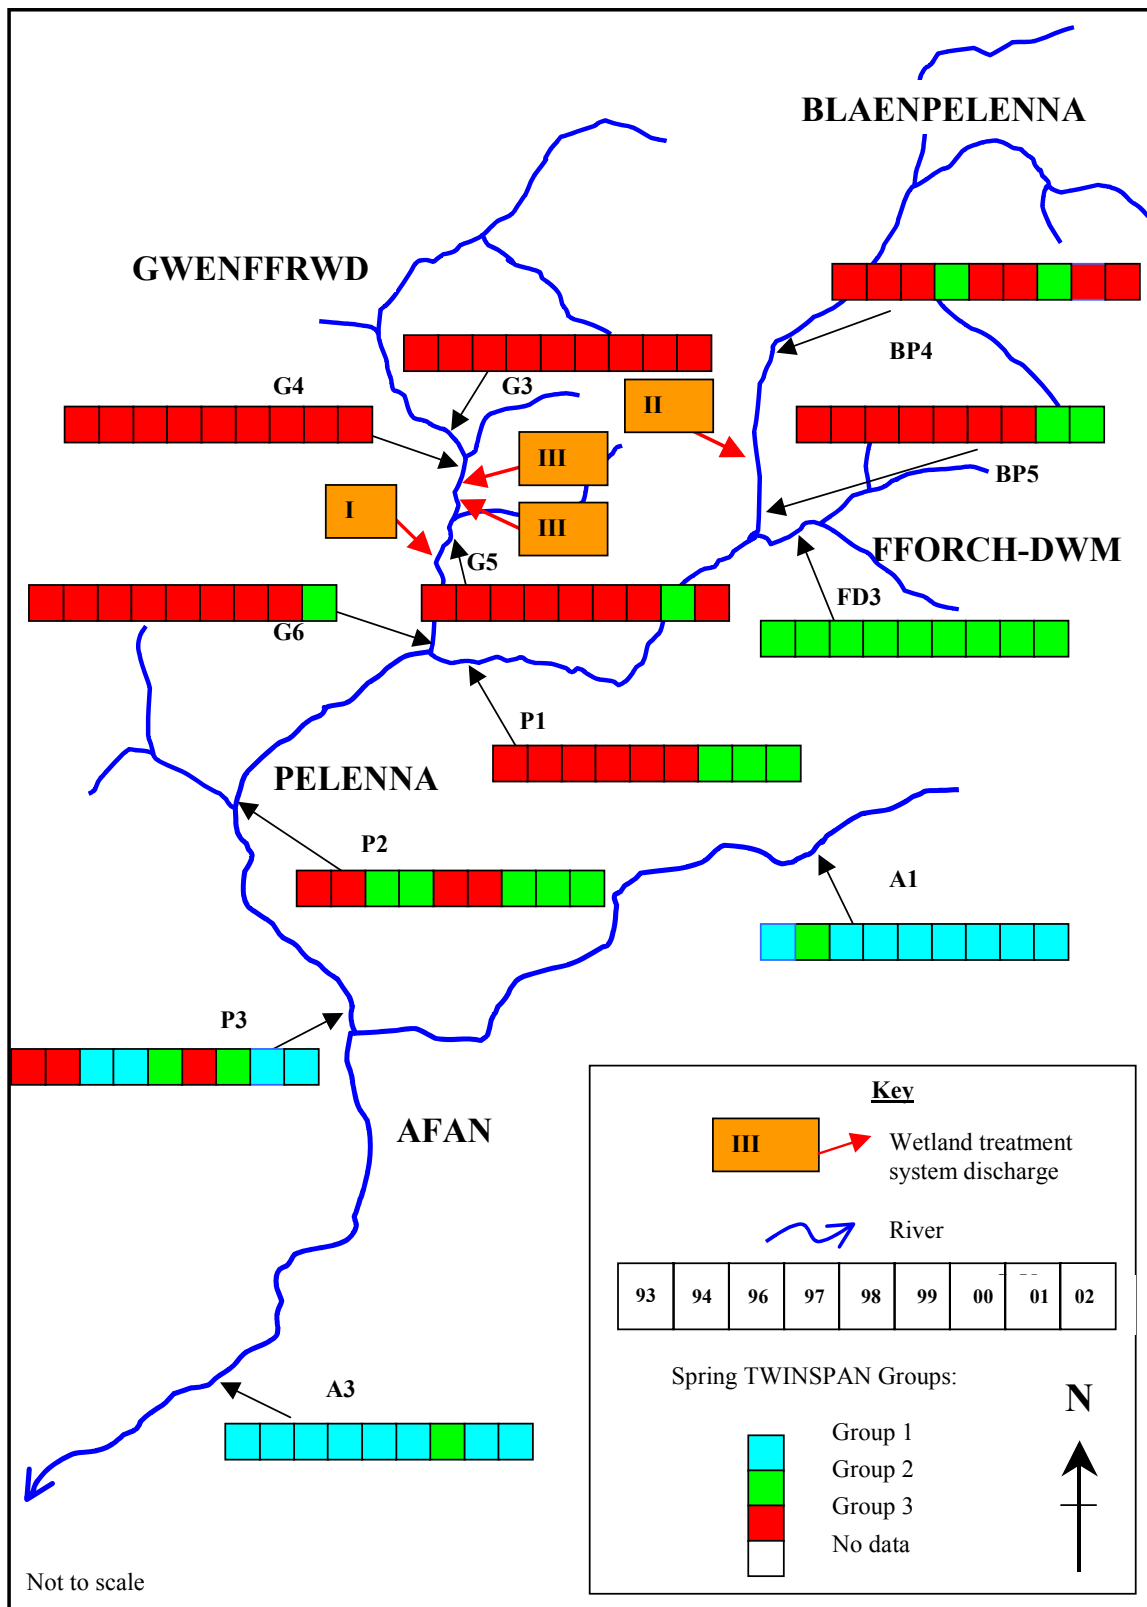 BLAENPELENNA
GWENFFRWD
BP4
G4
G3
II
III
BP5
I
III
FFORCH-DWM
G5
FD3
G6
P1
PELENNA
P2
A1
P3
Key
AFAN
III
Wetland treatment
system discharge
River
93 94 96 97 98 99 00 01 02
Spring TWINSPAN Groups:
A3
N
Group 1
Group 2
Group 3
No data
Not to scale